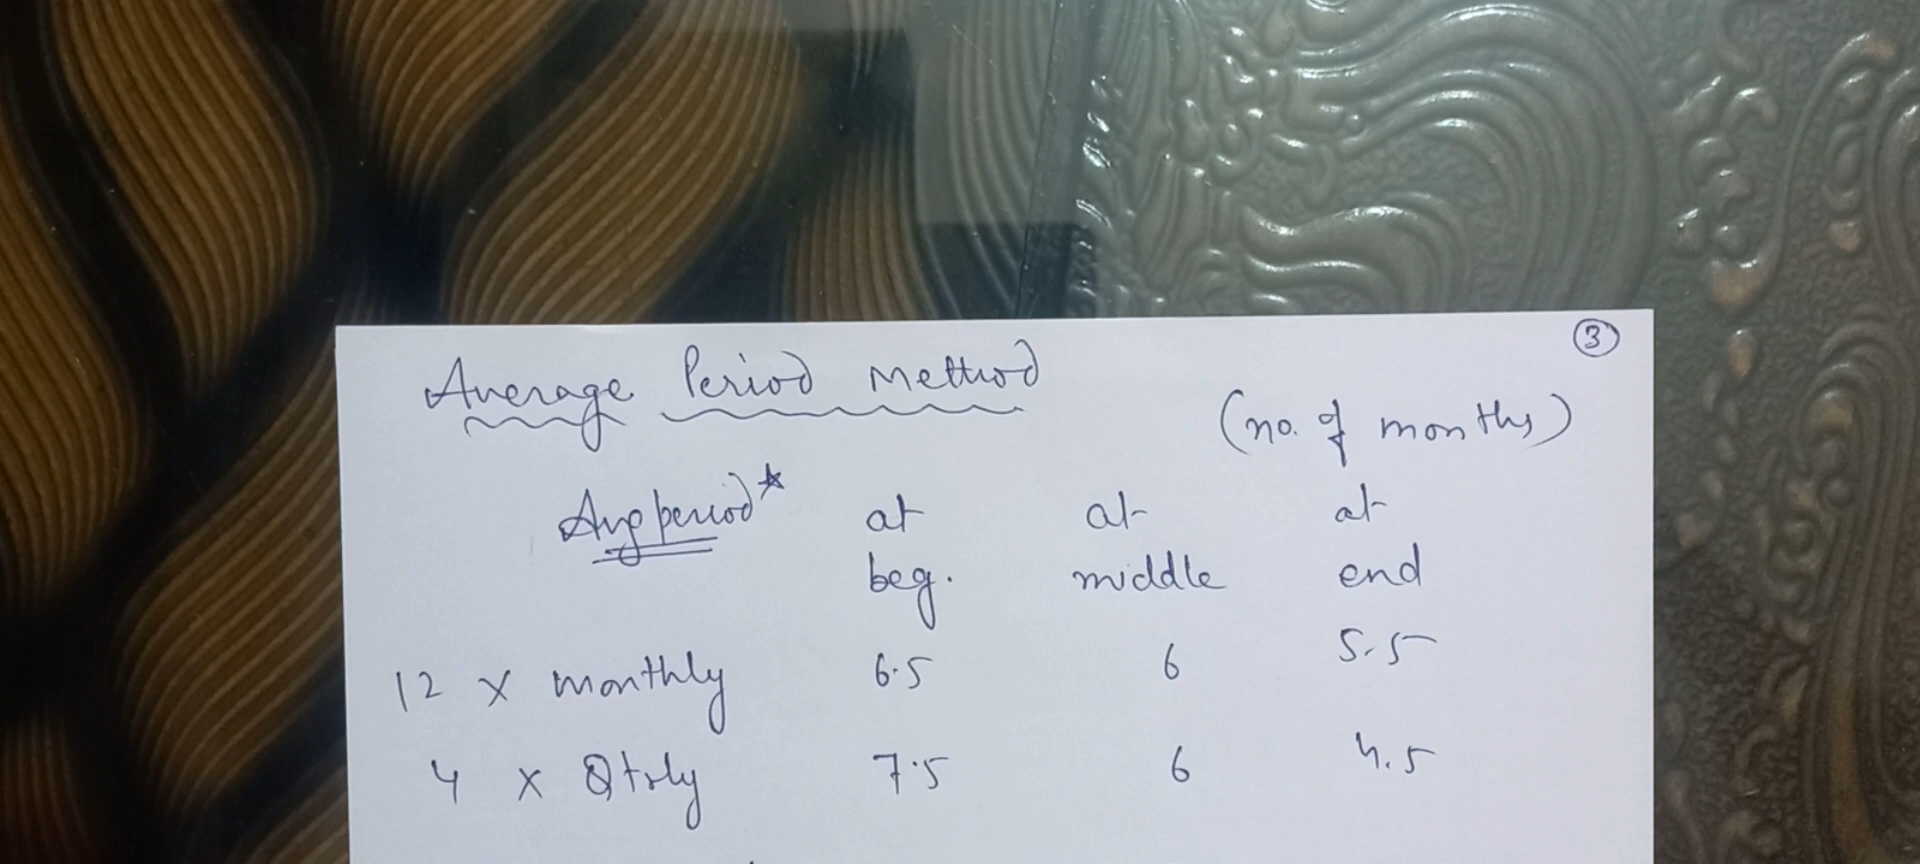 3
Average Period Method
(no. of months)
Avg period* at at at
beg. middle end
12 x monthly 6.5 6 5.5
4 x Qtrly 7.5 6 4.5